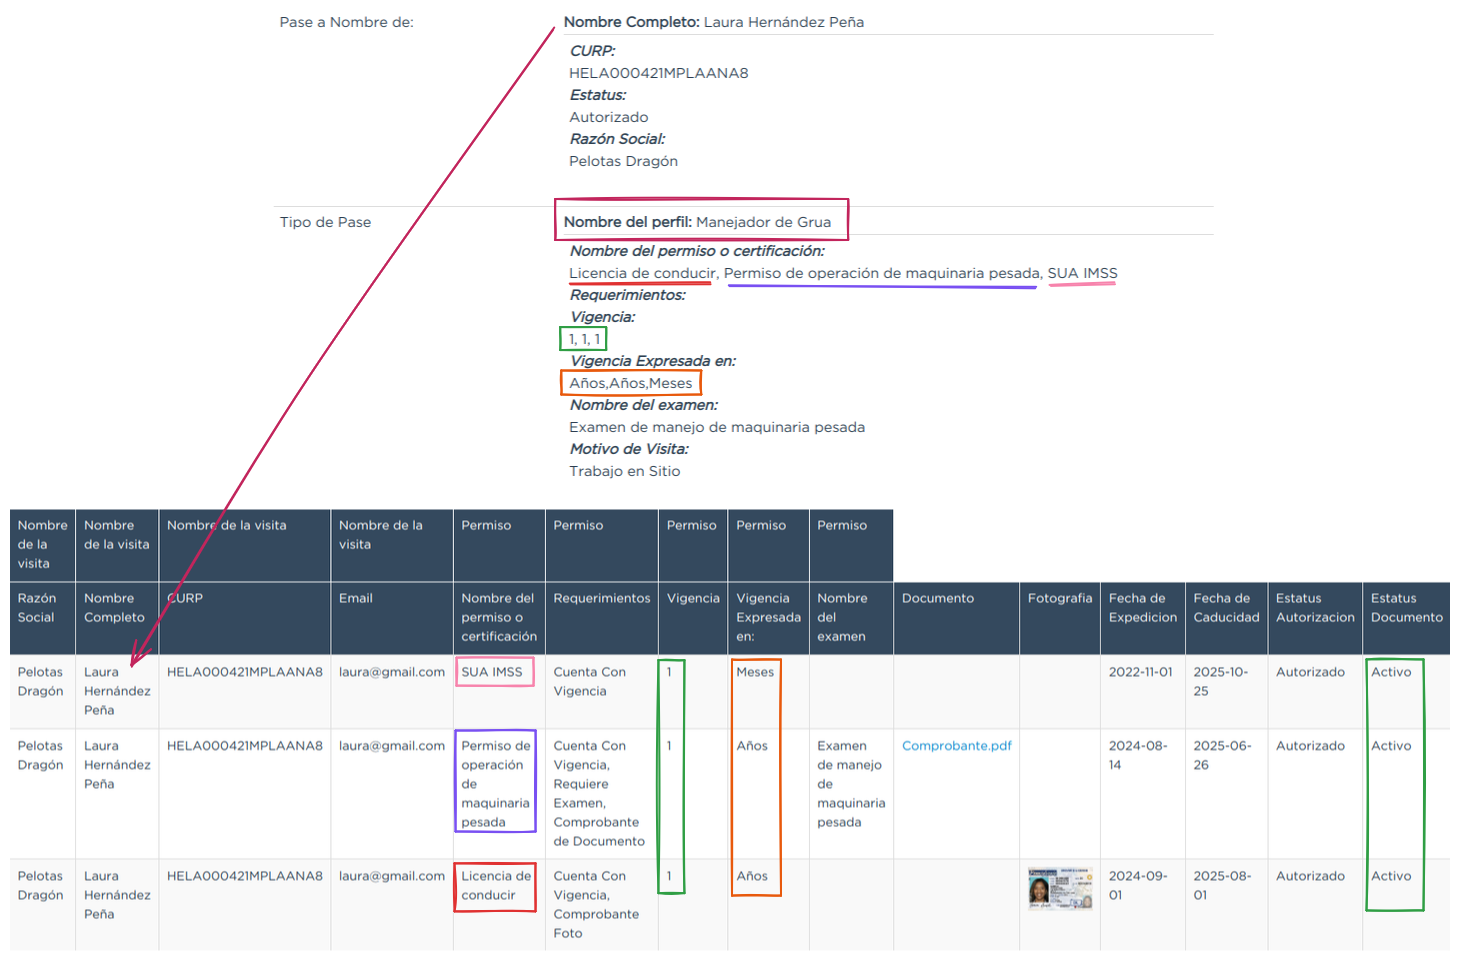 Pase a Nombre de:
Nombre Completo: Laura Hernández Peña
CURP:
HELA000421MPLAANA8
Estatus:
Autorizado
Razón Social:
Pelotas Dragón
Tipo de Pase
Nombre del perfil: Manejador de Grua
Nombre del permiso o certificación:
Licencia de conducir, Permiso de operación de maquinaria pesada, SUA IMSS
Requerimientos:
Vigencia:
1, 1, 1
Vigencia Expresada en:
Años,Años,Meses
Nombre del examen:
Examen de manejo de maquinaria pesada
Motivo de Visita:
Trabajo en Sitio
Nombre
de la
visita
Nombre
de la visita
Nombre de la visita
Nombre de la
visita
Permiso
Permiso
Permiso
Permiso
Permiso
Razón
Social
Nombre
Completo
CURP
Email
Nombre del
permiso o
certificación
Requerimientos
Vigencia
Vigencia
Expresada
en:
Nombre
del
examen
Documento
Fotografia
Fecha de
Expedicion
Fecha de
Caducidad
Estatus
Autorizacion
Estatus
Documento
Pelotas
Dragón
Laura
Hernández
Peña
HELA000421MPLAANA8
laura@gmail.com
SUA IMSS
Cuenta Con
Vigencia
1
Meses
2022-11-01
2025-10-
25
Autorizado
Activo
Pelotas
Dragón
Laura
Hernández
Peña
HELA000421MPLAANA8
laura@gmail.com
Permiso de
operación
de
maquinaria
pesada
Cuenta Con
Vigencia,
Requiere
Examen,
Comprobante
de Documento
1
Años
Examen
de manejo
de
maquinaria
pesada
Comprobante.pdf
2024-08-
14
2025-06-
26
Autorizado
Activo
Pelotas
Dragón
Laura
Hernández
Peña
HELA000421MPLAANA8
laura@gmail.com
Licencia de
conducir
Cuenta Con
Vigencia,
Comprobante
Foto
1
Años
2024-09-
01
2025-08-
01
Autorizado
Activo